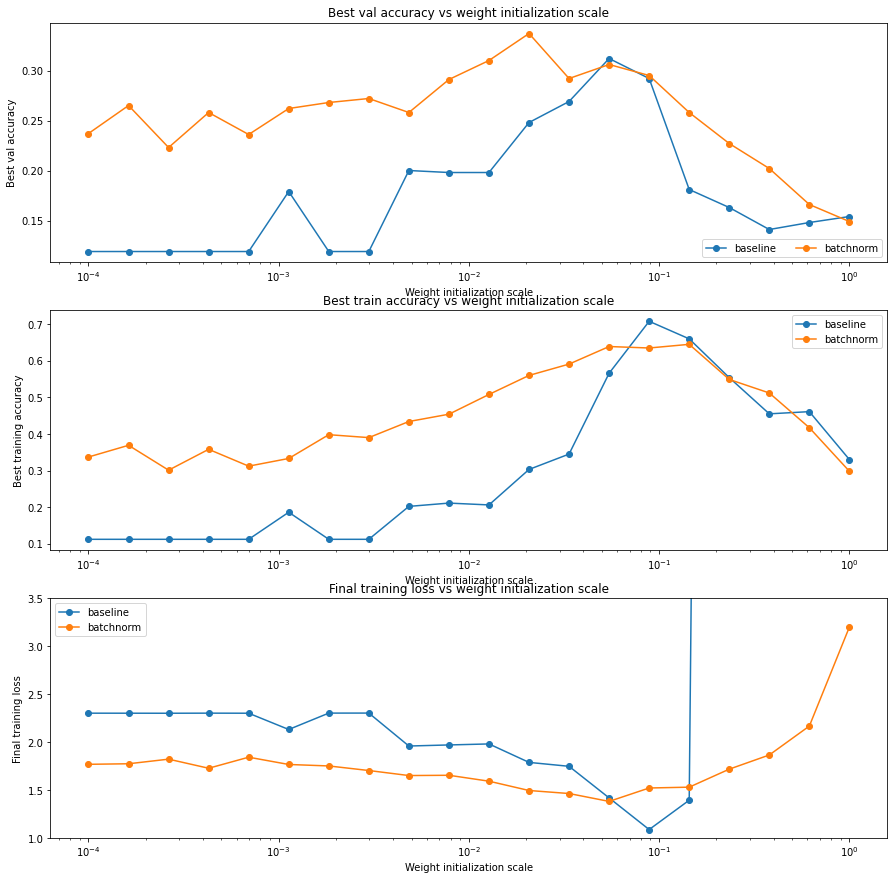 Best val accuracy vs weight initialization scale
Best val accuracy
0.30
0.25
0.20
0.15
baseline batchnorm
10⁻⁴ 10⁻³ 10⁻² 10⁻¹ 10⁰
Weight initialization scale
Best train accuracy vs weight initialization scale
Best training accuracy
0.7
0.6
0.5
0.4
0.3
0.2
0.1
baseline
batchnorm
10⁻⁴ 10⁻³ 10⁻² 10⁻¹ 10⁰
Weight initialization scale
Final training loss vs weight initialization scale
Final training loss
3.5
3.0
2.5
2.0
1.5
1.0
baseline
batchnorm
10⁻⁴ 10⁻³ 10⁻² 10⁻¹ 10⁰
Weight initialization scale